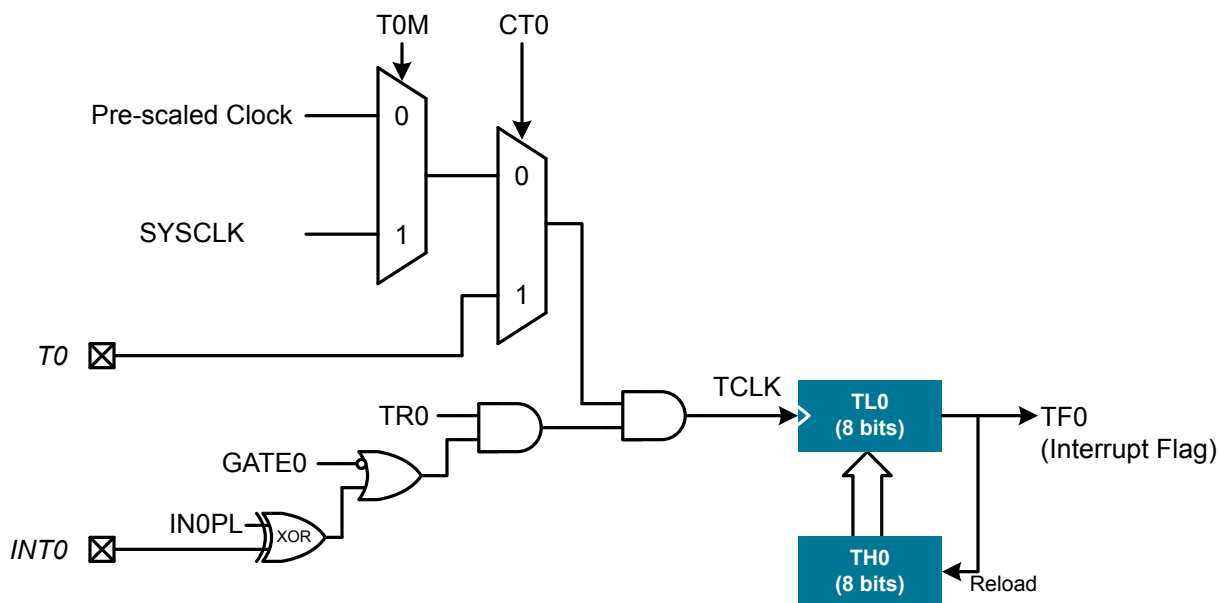 T0M
CT0
Pre-scaled Clock
0
0
SYSCLK
1
1
T0
TCLK
TL0
(8 bits)
TF0
(Interrupt Flag)
TR0
GATE0
IN0PL
XOR
INT0
TH0
(8 bits)
Reload